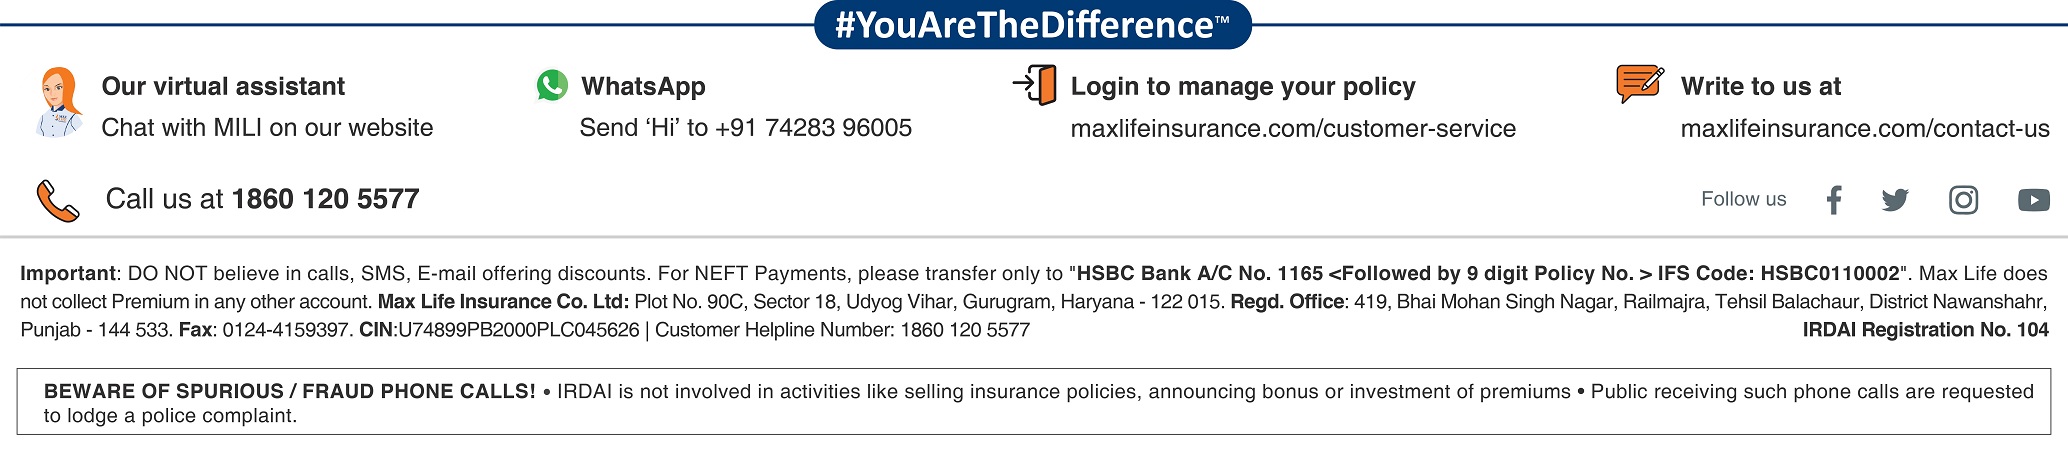 #YouAreTheDifference™
Our virtual assistant
Chat with MILI on our website
WhatsApp
Send ‘Hi’ to +91 74283 96005
Login to manage your policy
maxlifeinsurance.com/customer-service
Write to us at
maxlifeinsurance.com/contact-us
Call us at 1860 120 5577
Follow us
Important: DO NOT believe in calls, SMS, E-mail offering discounts. For NEFT Payments, please transfer only to "HSBC Bank A/C No. 1165 <Followed by 9 digit Policy No. > IFS Code: HSBC0110002". Max Life does
not collect Premium in any other account. Max Life Insurance Co. Ltd: Plot No. 90C, Sector 18, Udyog Vihar, Gurugram, Haryana - 122 015. Regd. Office: 419, Bhai Mohan Singh Nagar, Railmajra, Tehsil Balachaur, District Nawanshahr,
Punjab - 144 533. Fax: 0124-4159397. CIN:U74899PB2000PLC045626 | Customer Helpline Number: 1860 120 5577 IRDAI Registration No. 104
BEWARE OF SPURIOUS / FRAUD PHONE CALLS! • IRDAI is not involved in activities like selling insurance policies, announcing bonus or investment of premiums • Public receiving such phone calls are requested
to lodge a police complaint.